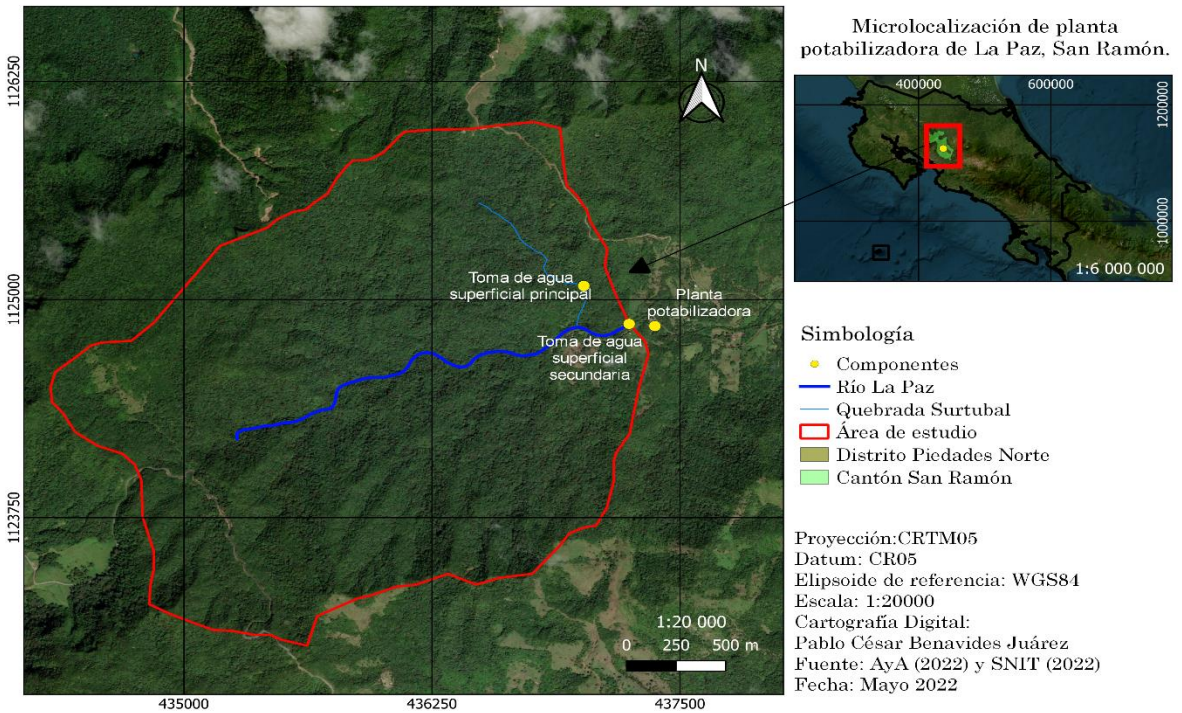 Microlocalización de planta
potabilizadora de La Paz, San Ramón.
400000
600000
1200000
1000000
1:6 000 000
1126250
1125000
1123750
N
Toma de agua
superficial principal
Planta
potabilizadora
Toma de agua
superficial
secundaria
1:20 000
0 250 500 m
435000
436250
437500
Simbología
Componentes
Río La Paz
Quebrada Surtubal
Área de estudio
Distrito Piedades Norte
Cantón San Ramón
Proyección:CRTM05
Datum: CR05
Elipsoide de referencia: WGS84
Escala: 1:20000
Cartografía Digital:
Pablo César Benavides Juárez
Fuente: AyA (2022) y SNIT (2022)
Fecha: Mayo 2022